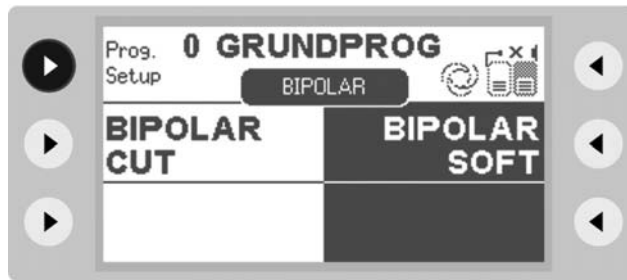 Prog. 0 GRUNDPROG
Setup
BIPOLAR
BIPOLAR CUT
BIPOLAR SOFT